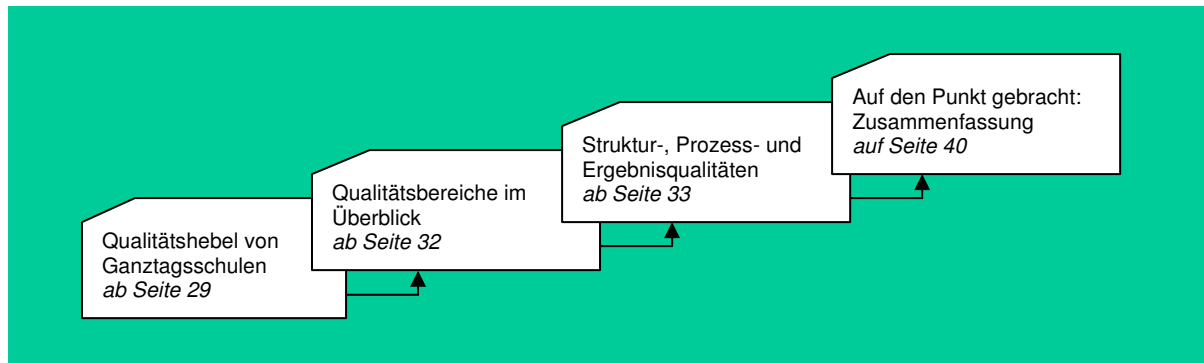 Qualitätshebel von
Ganztagsschulen
ab Seite 29
Qualitätsbereiche im
Überblick
ab Seite 32
Struktur-, Prozess- und
Ergebnisqualitäten
ab Seite 33
Auf den Punkt gebracht:
Zusammenfassung
auf Seite 40